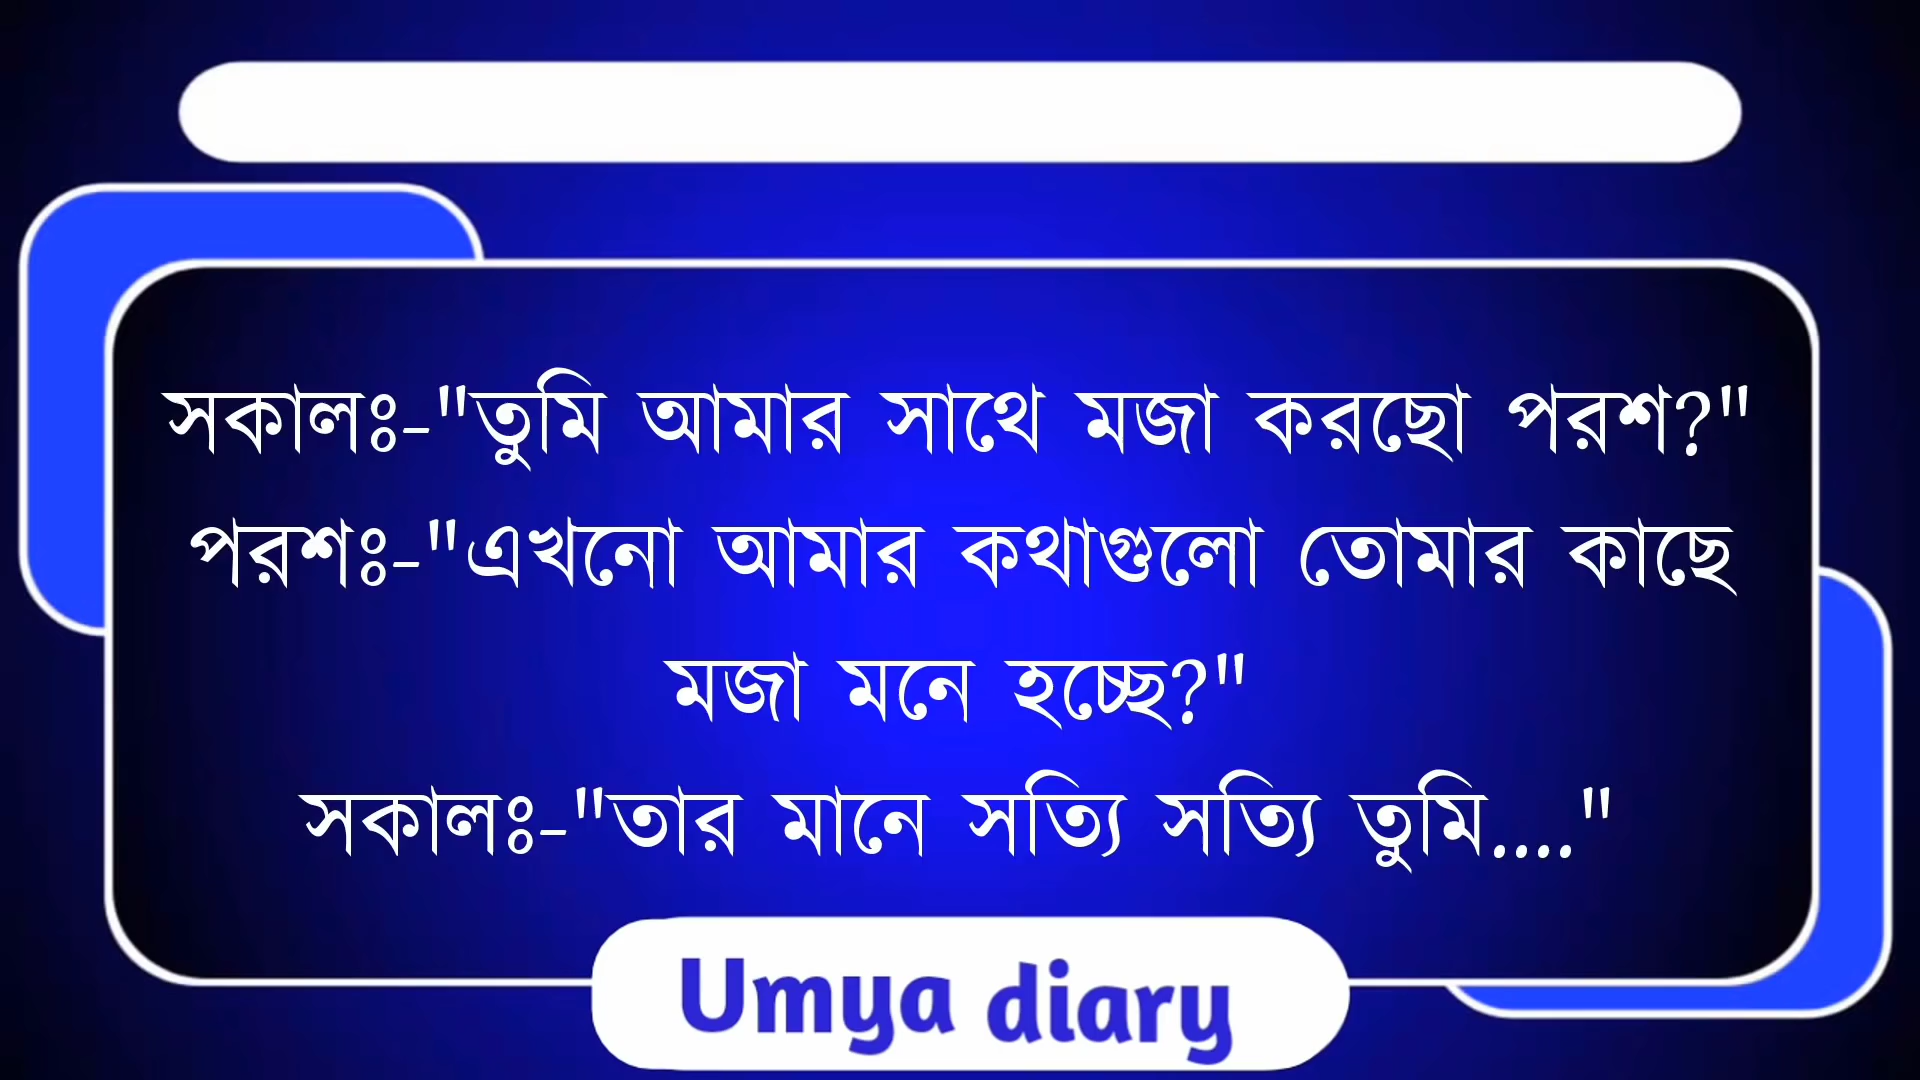 সকালঃ-"তুমি আমার সাথে মজা করছো পরশ?"
পরশঃ-"এখনো আমার কথাগুলো তোমার কাছে
মজা মনে হচ্ছে?"
সকালঃ-"তার মানে সত্যি সত্যি তুমি...."
Umya diary